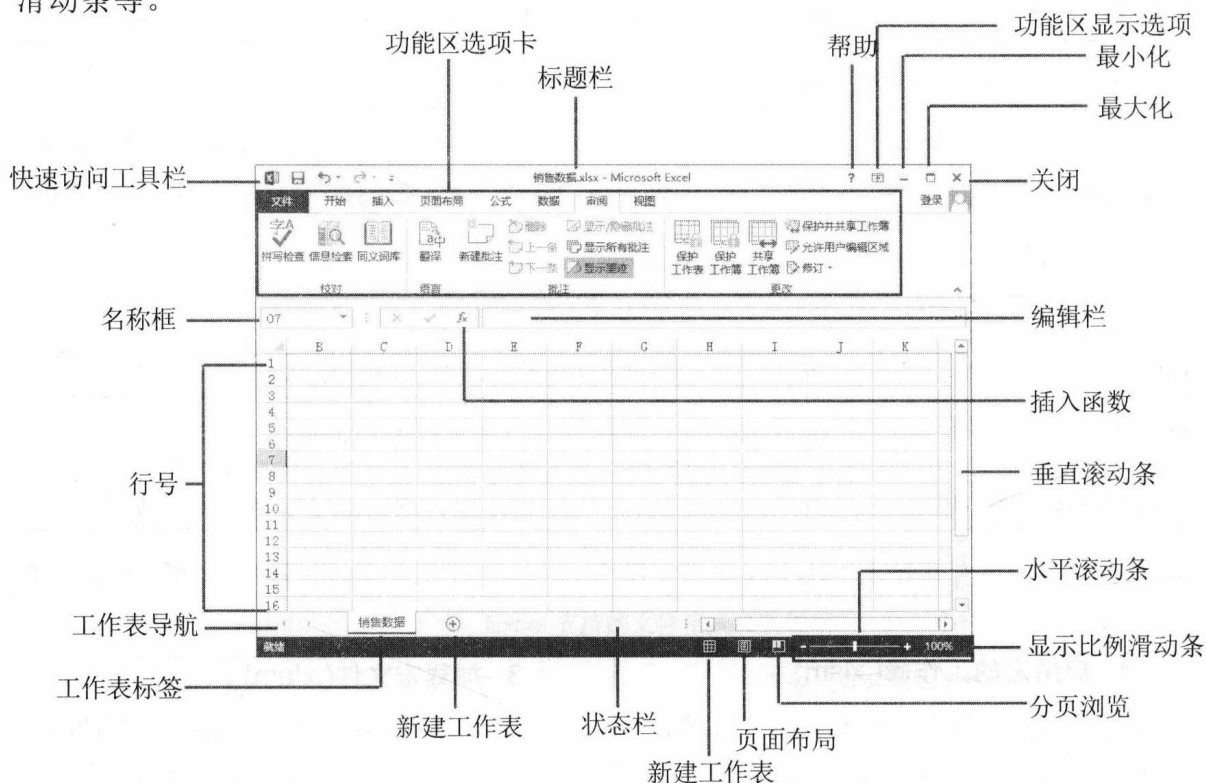 滑动条等。
功能区选项卡
标题栏
帮助
功能区显示选项
最小化
最大化
快速访问工具栏
关闭
销售数据.xlsx - Microsoft Excel
文件 开始 插入 页面布局 公式 数据 审阅 视图 登录
拼写检查 信息检索 同义词库 翻译 新建批注
删除 上一条 下一条
显示/隐藏批注
显示所有批注
显示墨迹
保护工作表 保护工作簿 共享工作簿
保护并共享工作簿
允许用户编辑区域
修订
校对 语言 批注 更改
名称框
O7
编辑栏
B C D E F G H I J K
1
2
3
4
5
6
7
8
9
10
11
12
13
14
15
16
插入函数
行号
垂直滚动条
水平滚动条
工作表导航
销售数据
就绪
100%
显示比例滑动条
工作表标签
新建工作表
状态栏
新建工作表
页面布局
分页浏览